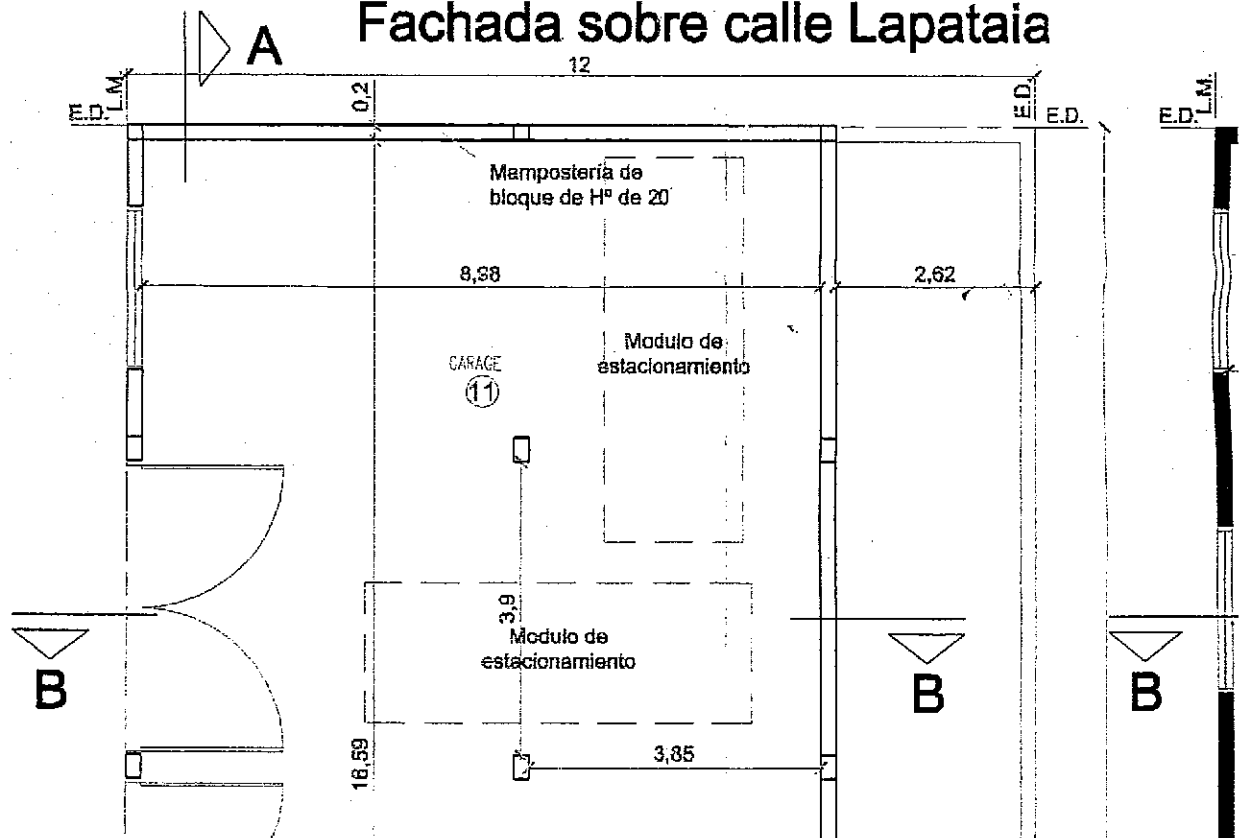 Fachada sobre calle Lapataia
A
12
E.D.
L.M.
0,2
E.D.
E.D.
E.D.
L.M.
Mampostería de
bloque de Hº de 20
8,98
2,62
Modulo de
estacionamiento
GARAGE
11
3,9
Modulo de
estacionamiento
B
B
B
16,59
3,85